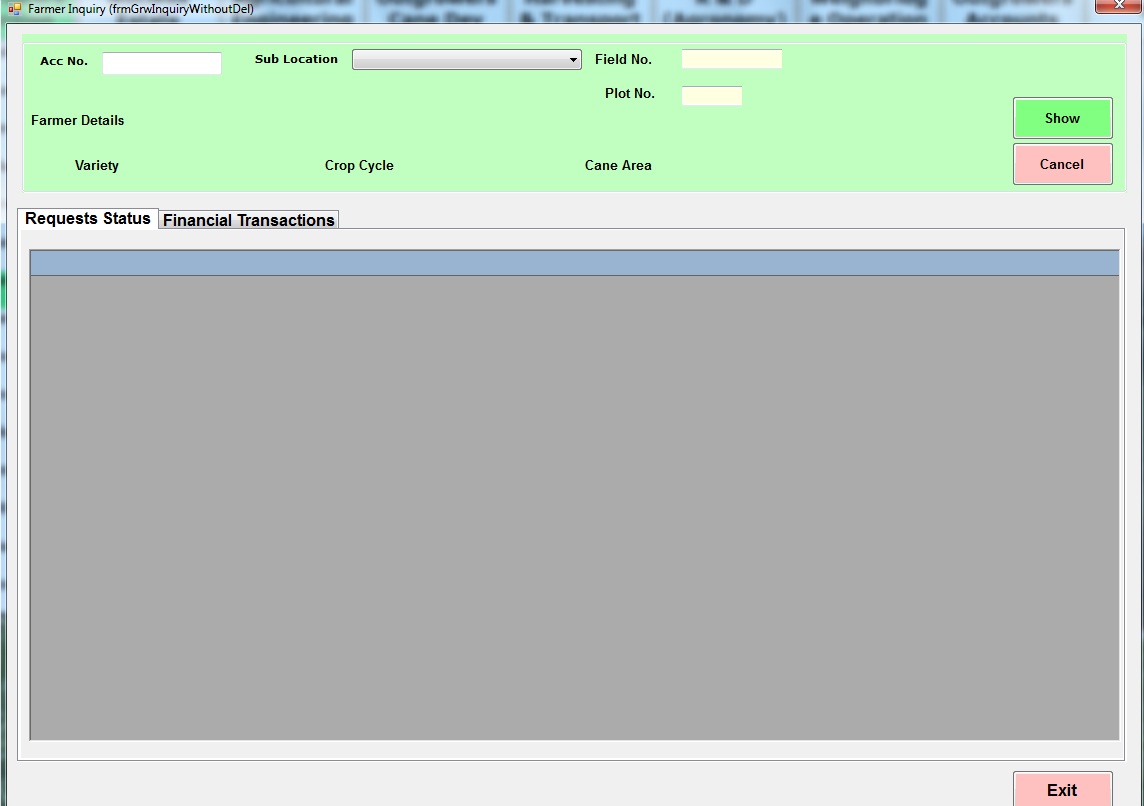 Farmer Inquiry (frmGrwInquiryWithoutDel)
Acc No.
Sub Location
Field No.
Plot No.
Farmer Details
Show
Variety
Crop Cycle
Cane Area
Cancel
Requests Status
Financial Transactions
Exit